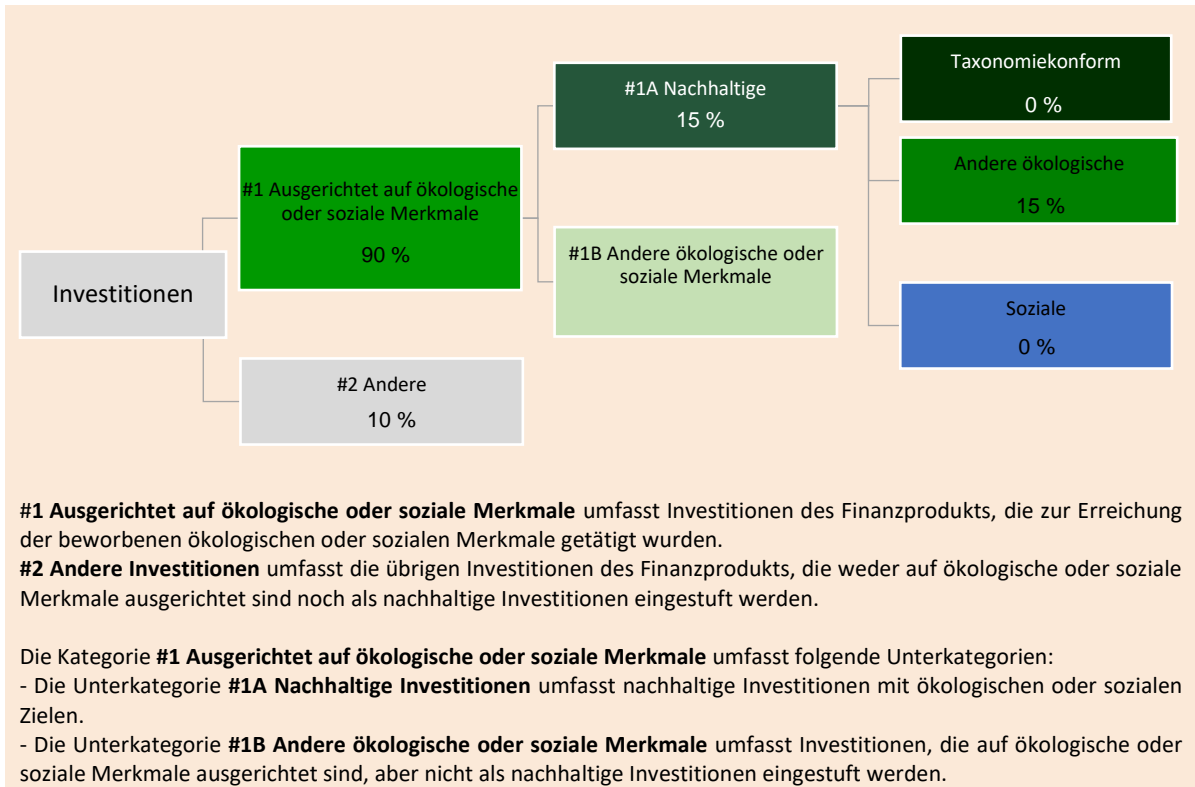 Investitionen
#1 Ausgerichtet auf ökologische
oder soziale Merkmale
90 %
#2 Andere
10 %
#1A Nachhaltige
15 %
#1B Andere ökologische oder
soziale Merkmale
Taxonomiekonform
0 %
Andere ökologische
15 %
Soziale
0 %
#1 Ausgerichtet auf ökologische oder soziale Merkmale umfasst Investitionen des Finanzprodukts, die zur Erreichung
der beworbenen ökologischen oder sozialen Merkmale getätigt wurden.
#2 Andere Investitionen umfasst die übrigen Investitionen des Finanzprodukts, die weder auf ökologische oder soziale
Merkmale ausgerichtet sind noch als nachhaltige Investitionen eingestuft werden.
Die Kategorie #1 Ausgerichtet auf ökologische oder soziale Merkmale umfasst folgende Unterkategorien:
- Die Unterkategorie #1A Nachhaltige Investitionen umfasst nachhaltige Investitionen mit ökologischen oder sozialen
Zielen.
- Die Unterkategorie #1B Andere ökologische oder soziale Merkmale umfasst Investitionen, die auf ökologische oder
soziale Merkmale ausgerichtet sind, aber nicht als nachhaltige Investitionen eingestuft werden.